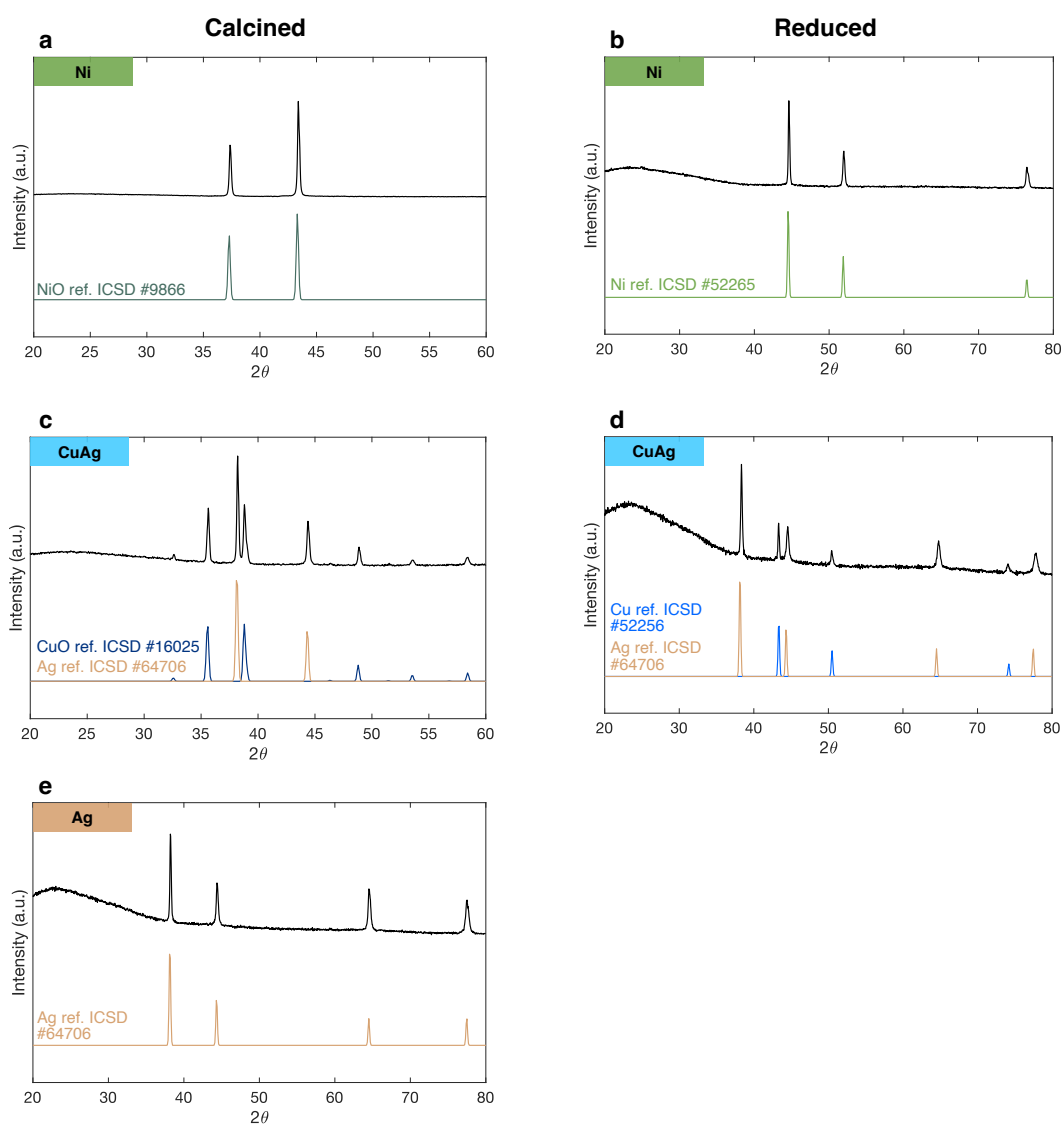 Calcined
Reduced
a
Ni
Intensity (a.u.)
NiO ref. ICSD #9866
20 25 30 35 40 45 50 55 60
2θ
b
Ni
Intensity (a.u.)
Ni ref. ICSD #52265
20 30 40 50 60 70 80
2θ
c
CuAg
Intensity (a.u.)
CuO ref. ICSD #16025
Ag ref. ICSD #64706
20 25 30 35 40 45 50 55 60
2θ
d
CuAg
Intensity (a.u.)
Cu ref. ICSD
#52256
Ag ref. ICSD
#64706
20 30 40 50 60 70 80
2θ
e
Ag
Intensity (a.u.)
Ag ref. ICSD
#64706
20 30 40 50 60 70 80
2θ